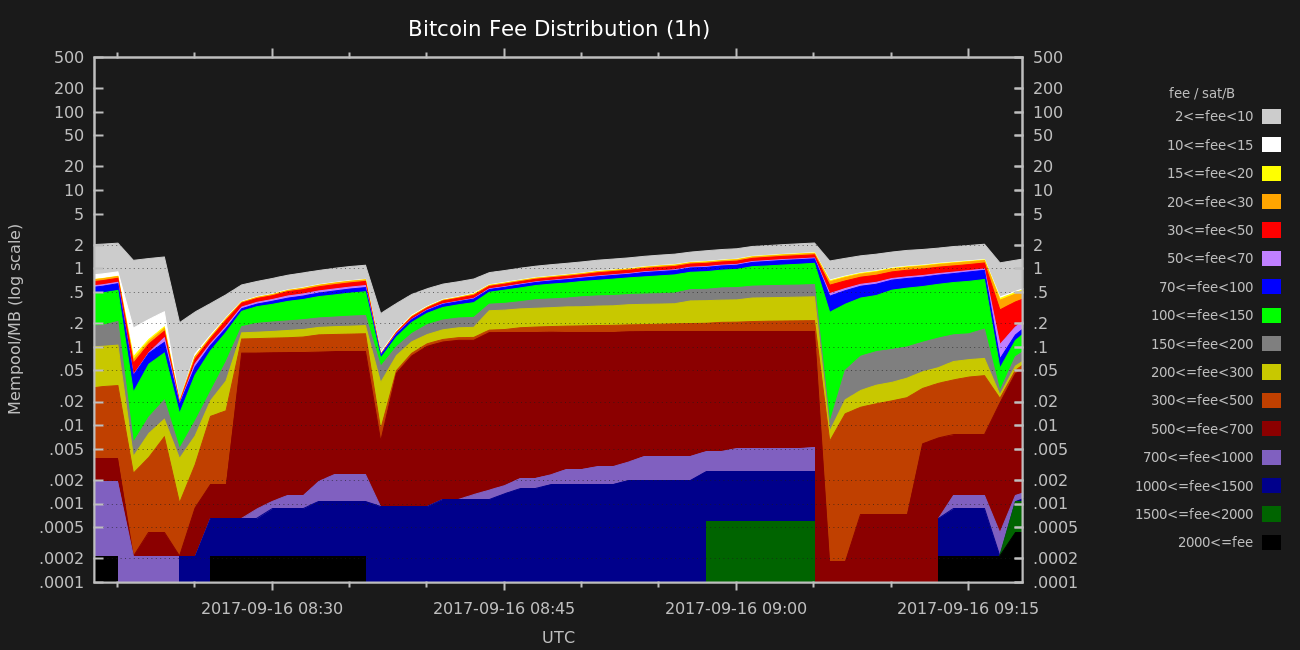 Bitcoin Fee Distribution (1h)
Mempool/MB (log scale)
500
200
100
50
20
10
5
2
1
.5
.2
.1
.05
.02
.01
.005
.002
.001
.0005
.0002
.0001
500
200
100
50
20
10
5
2
1
.5
.2
.1
.05
.02
.01
.005
.002
.001
.0005
.0002
.0001
2017-09-16 08:30
2017-09-16 08:45
2017-09-16 09:00
2017-09-16 09:15
UTC
fee / sat/B
2<=fee<10
10<=fee<15
15<=fee<20
20<=fee<30
30<=fee<50
50<=fee<70
70<=fee<100
100<=fee<150
150<=fee<200
200<=fee<300
300<=fee<500
500<=fee<700
700<=fee<1000
1000<=fee<1500
1500<=fee<2000
2000<=fee